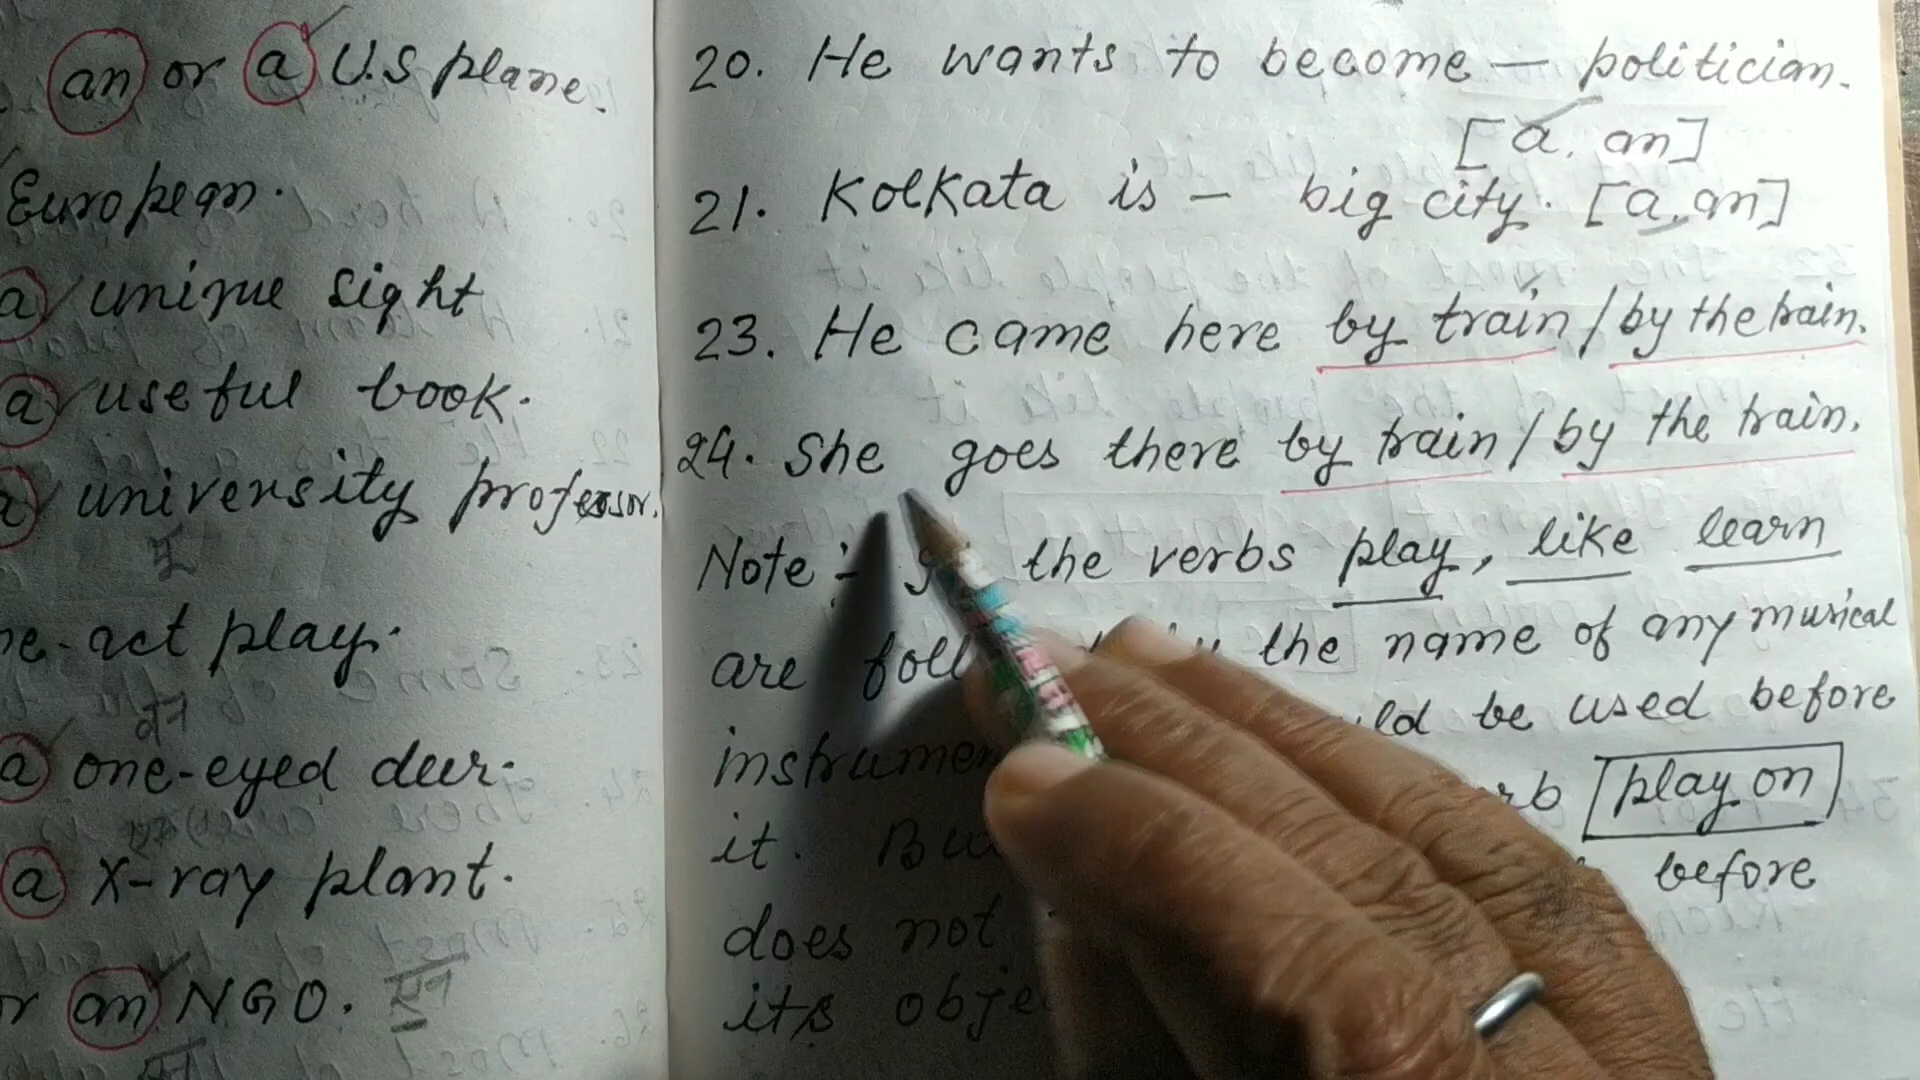 an or a U.S plane.
European.
a unique sight
a useful book.
a university professor.
ए
act play.
वन
a one-eyed deer.
a X-ray plant.
an NGO. एन
20. He wants to become — politician.
[a, an]
21. Kolkata is — big city. [a, an]
23. He came here by train / by the train.
24. She goes there by train / by the train.
Note :- the verbs play, like learn
are the name of any musical
be used before
play on
it. before
does not
its